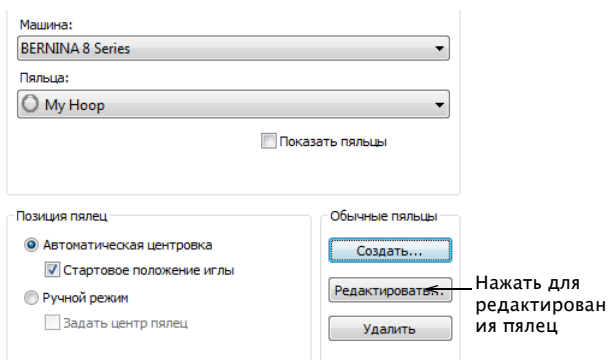 Машина:
BERNINA 8 Series
Пяльца:
My Hoop
Показать пяльцы
Позиция пялец
Автоматическая центровка
Стартовое положение иглы
Ручной режим
Задать центр пялец
Обычные пяльцы
Создать...
Редактировать...
Удалить
Нажать для
редактирован
ия пялец